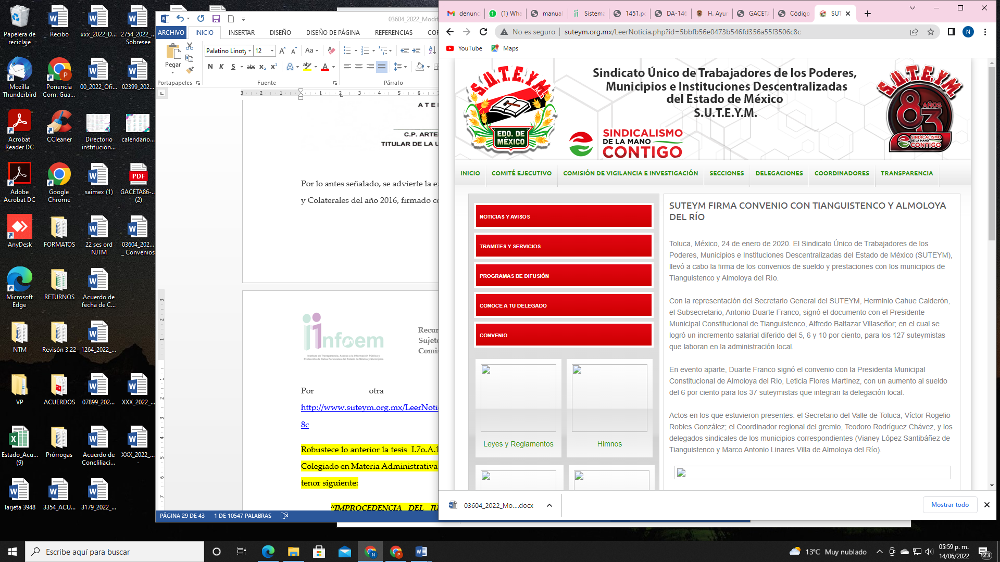 Papelera de reciclaje
Recibo
xxx_2022_D...
2754_2022_... Sobresee
Mozilla Thunderbird
Ponencia Com. Gua...
00_2022_Ofi...
02399_202...
Acrobat Reader DC
CCleaner
Directorio institucion...
calendario...
Adobe Acrobat DC
Google Chrome
saimex (1)
GACETA86-... (2)
AnyDesk
FORMATOS
22 ses ord NJTM
03604_202... _ Convenios
Microsoft Edge
RETURNOS
Acuerdo de fecha de C...
NTM
Revisón 3.22
1264_2022_...
VP
ACUERDOS
07899_202...
XXX_2022_...
Estado_Acu... (9)
Prórrogas
Acuerdo de Conciliaci...
XXX_2022_... -
Tarjeta 3948
3354_ACU...
3179_2022_...
03604_2022_Modif
ARCHIVO
INICIO
INSERTAR
DISEÑO
DISEÑO DE PÁGINA
REFERENCIAS
COR
Pegar
Palatino Linoty
12
N K S abc x₂ x²
Aa
Portapapeles
Fuente
Párrafo
A T E
C.P. ARTE
TITULAR DE LA U
Por lo antes señalado, se advierte la e
y Colaterales del año 2016, firmado c
infoem
Instituto de Transparencia, Acceso a la Información Pública y
Protección de Datos Personales del Estado de México y Municipios
Recur
Sujeto
Comis
Por otra
http://www.suteym.org.mx/LeerNotic
8c
Robustece lo anterior la tesis I.7o.A.1
Colegiado en Materia Administrativa
tenor siguiente:
“IMPROCEDENCIA DEL JU
PÁGINA 29 DE 43
1 DE 10547 PALABRAS
denunc
(1) Wha
manual
Sistema
1451.pd
DA-146
H. Ayun
GACETA
Código
SUT
No es seguro
suteym.org.mx/LeerNoticia.php?id=5bbfb56e0473b546fd356a55f3506c8c
N
YouTube
Maps
S.U.T.E.Y.M.
EDO. DE MÉXICO
Sindicato Único de Trabajadores de los Poderes,
Municipios e Instituciones Descentralizadas
del Estado de México
S.U.T.E.Y.M.
SINDICALISMO
DE LA MANO
CONTIGO
S.U.T.E.Y.M.
83 AÑOS
SINDICALISMO
DE LA MANO
CONTIGO
INICIO
COMITÉ EJECUTIVO
COMISIÓN DE VIGILANCIA E INVESTIGACIÓN
SECCIONES
DELEGACIONES
COORDINADORES
TRANSPARENCIA
NOTICIAS Y AVISOS
TRAMITES Y SERVICIOS
PROGRAMAS DE DIFUSIÓN
CONOCE A TU DELEGADO
CONVENIO
Leyes y Reglamentos
Himnos
SUTEYM FIRMA CONVENIO CON TIANGUISTENCO Y ALMOLOYA
DEL RÍO
Toluca, México, 24 de enero de 2020. El Sindicato Único de Trabajadores de los
Poderes, Municipios e Instituciones Descentralizadas del Estado de México (SUTEYM),
llevó a cabo la firma de los convenios de sueldo y prestaciones con los municipios de
Tianguistenco y Almoloya del Río.
Con la representación del Secretario General del SUTEYM, Herminio Cahue Calderón,
el Subsecretario, Antonio Duarte Franco, signó el documento con el Presidente
Municipal Constitucional de Tianguistenco, Alfredo Baltazar Villaseñor; en el cual se
logró un incremento salarial diferido del 5, 6 y 10 por ciento, para los 127 suteymistas
que laboran en la administración local.
En evento aparte, Duarte Franco signó el convenio con la Presidenta Municipal
Constitucional de Almoloya del Río, Leticia Flores Martínez, con un aumento al sueldo
del 6 por ciento para los 37 suteymistas que integran la delegación local.
Actos en los que estuvieron presentes: el Secretario del Valle de Toluca, Víctor Rogelio
Robles González; el Coordinador regional del gremio, Teodoro Rodríguez Chávez, y los
delegados sindicales de los municipios correspondientes (Vianey López Santibáñez de
Tianguistenco y Marco Antonio Linares Villa de Almoloya del Río).
03604_2022_Mo....docx
Mostrar todo
Escribe aquí para buscar
13°C Muy nublado
05:59 p. m.
14/06/2022
23